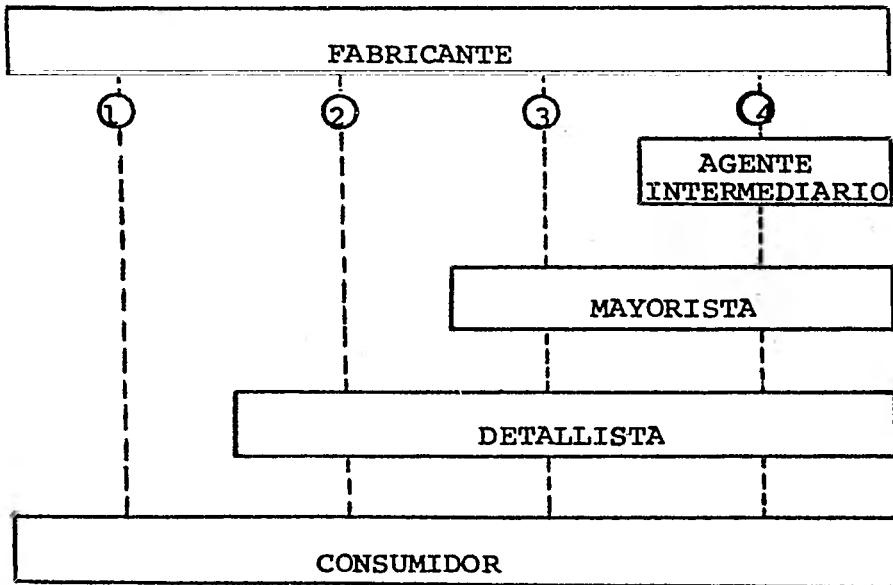 FABRICANTE
1 2 3 4
AGENTE
INTERMEDIARIO
MAYORISTA
DETALLISTA
CONSUMIDOR